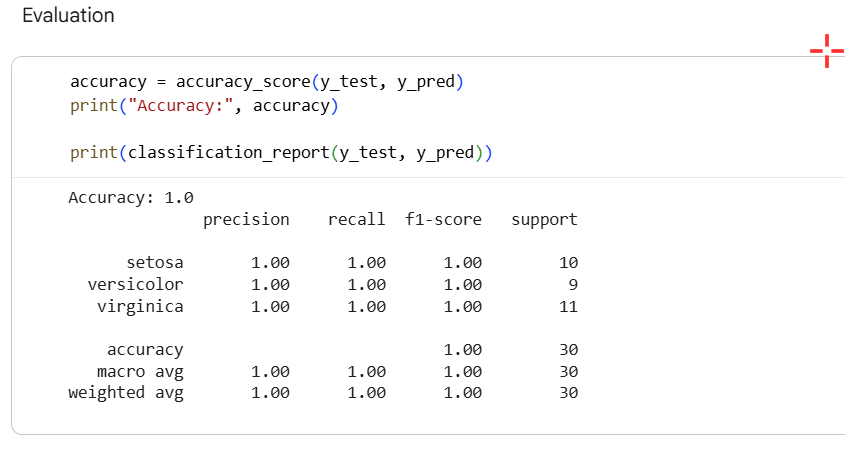 Evaluation
accuracy = accuracy_score(y_test, y_pred)
print("Accuracy:", accuracy)
print(classification_report(y_test, y_pred))
Accuracy: 1.0
precision recall f1-score support
setosa 1.00 1.00 1.00 10
versicolor 1.00 1.00 1.00 9
virginica 1.00 1.00 1.00 11
accuracy 1.00 30
macro avg 1.00 1.00 1.00 30
weighted avg 1.00 1.00 1.00 30